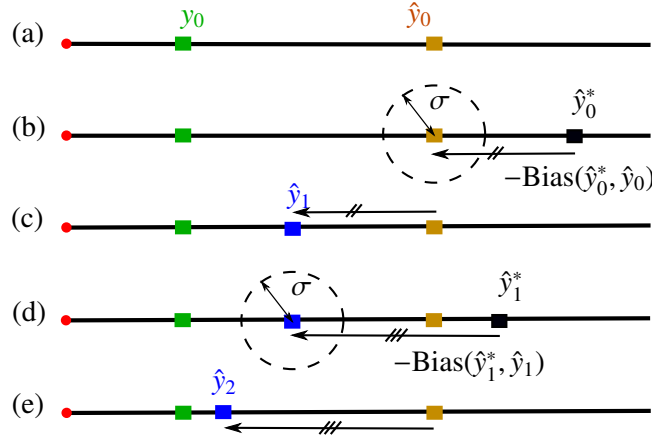 (a) y₀ ŷ₀
(b) σ ŷ₀*
−Bias(ŷ₀*, ŷ₀)
(c) ŷ₁
(d) σ ŷ₁*
−Bias(ŷ₁*, ŷ₁)
(e) ŷ₂